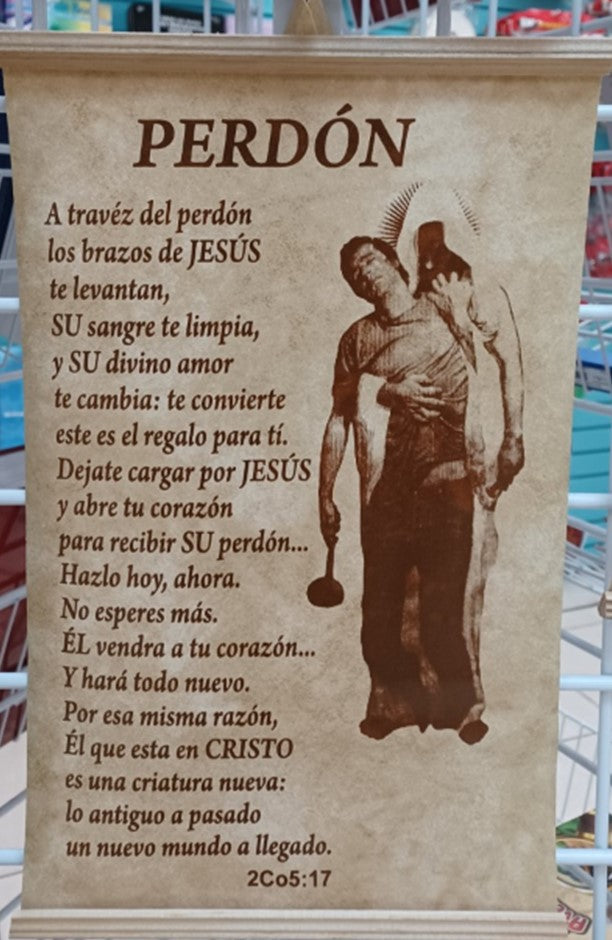 PERDÓN
A travéz del perdón
los brazos de JESÚS
te levantan,
SU sangre te limpia,
y SU divino amor
te cambia: te convierte
este es el regalo para tí.
Dejate cargar por JESÚS
y abre tu corazón
para recibir SU perdón...
Hazlo hoy, ahora.
No esperes más.
ÉL vendra a tu corazón...
Y hará todo nuevo.
Por esa misma razón,
Él que esta en CRISTO
es una criatura nueva:
lo antiguo a pasado
un nuevo mundo a llegado.
2Co5:17